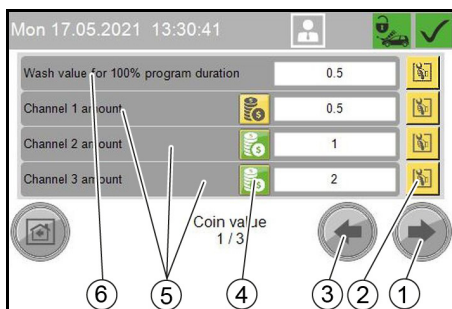 Mon 17.05.2021 13:30:41
Wash value for 100% program duration 0.5
Channel 1 amount 0.5
Channel 2 amount 1
Channel 3 amount 2
Coin value
1 / 3
6 5 4 3 2 1